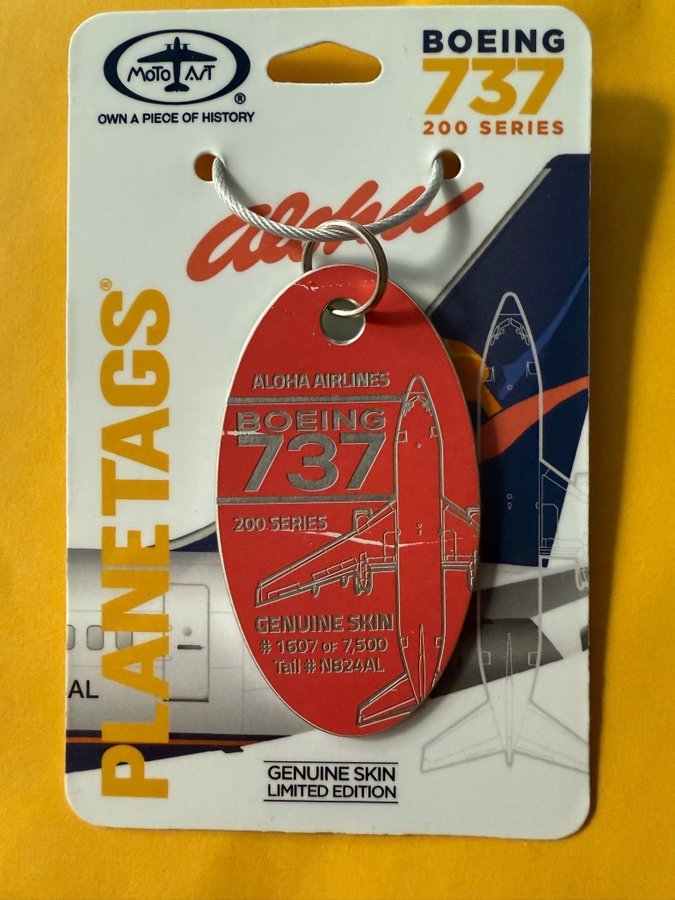 MOTO ART
®
OWN A PIECE OF HISTORY
BOEING
737
200 SERIES
aloha
PLANETAGS®
ALOHA AIRLINES
BOEING
737
200 SERIES
GENUINE SKIN
# 1607 OF 7,500
Tail # N824AL
AL
GENUINE SKIN
LIMITED EDITION